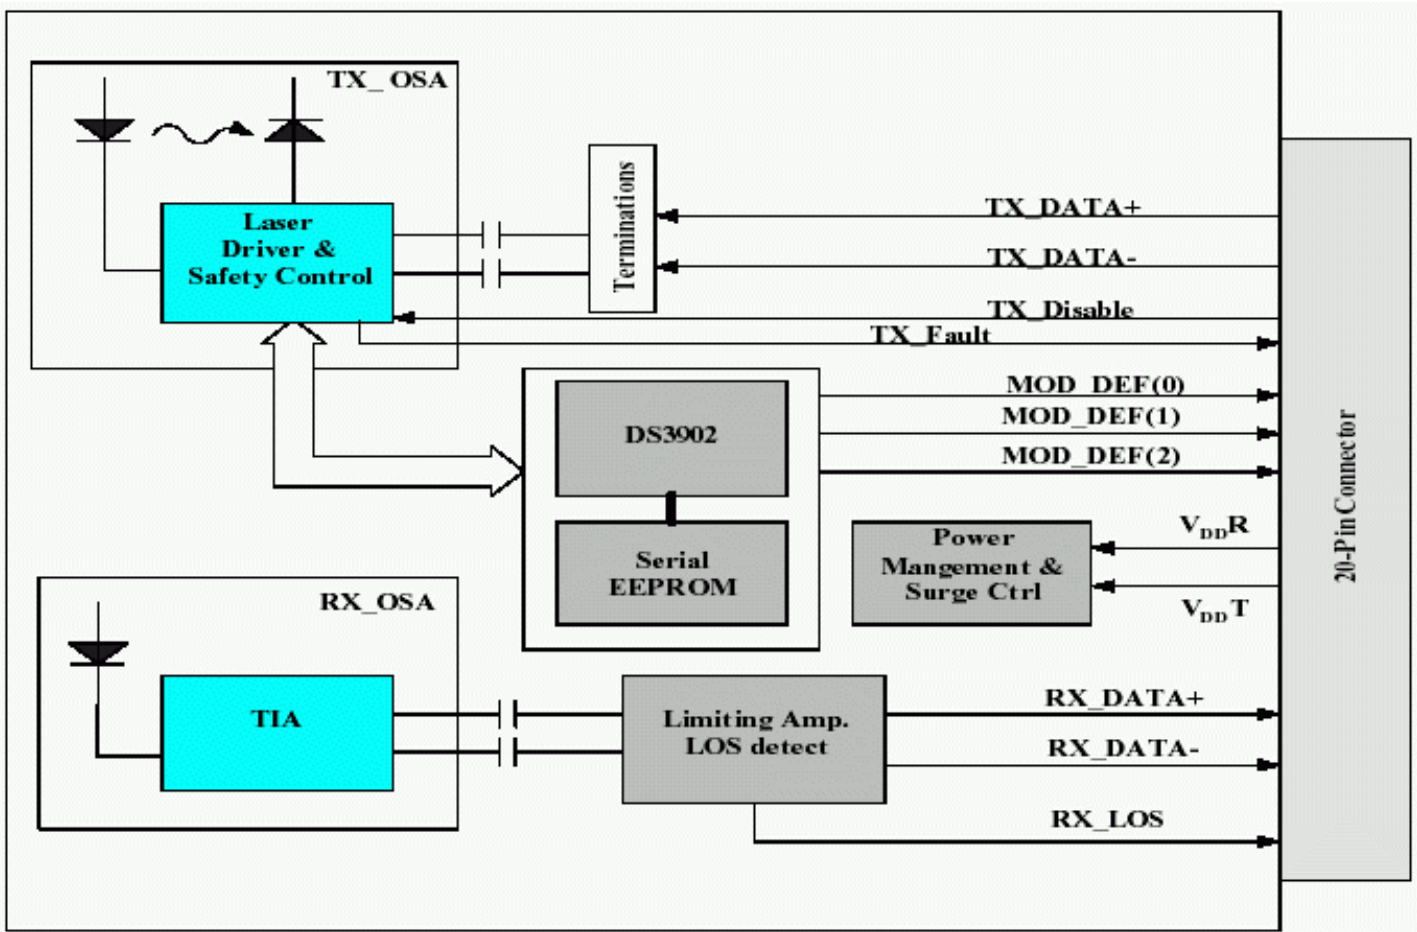 TX_ OSA
Laser
Driver &
Safety Control
Terminations
TX_DATA+
TX_DATA-
TX_Disable
TX_Fault
MOD_DEF(0)
MOD_DEF(1)
MOD_DEF(2)
DS3902
Serial
EEPROM
Power
Mangement &
Surge Ctrl
VDDR
VDDT
20-Pin Connector
RX_OSA
TIA
Limiting Amp.
LOS detect
RX_DATA+
RX_DATA-
RX_LOS